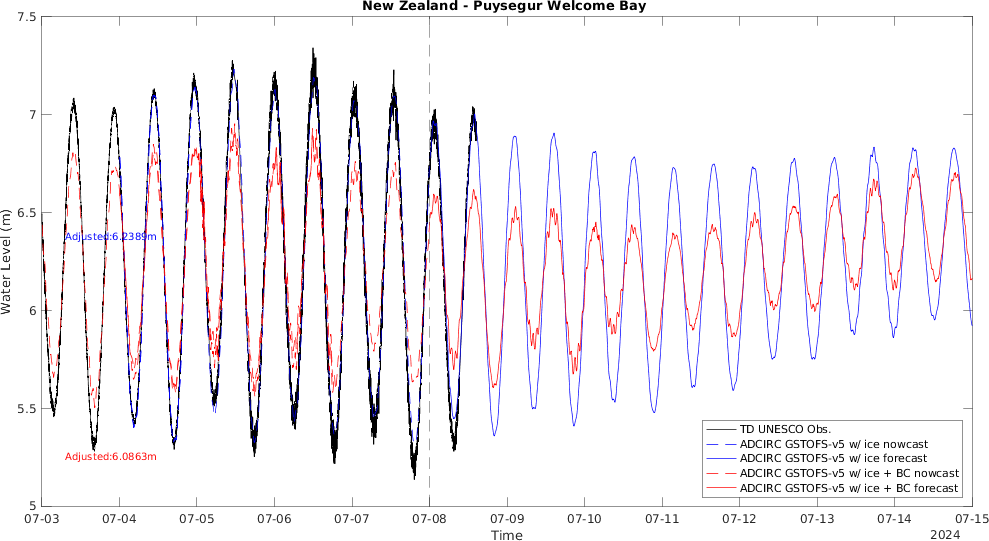 New Zealand - Puysegur Welcome Bay
7.5
7
6.5
6
5.5
5
Water Level (m)
Adjusted:6.2389m
Adjusted:6.0863m
TD UNESCO Obs.
ADCIRC GSTOFS-v5 w/ ice nowcast
ADCIRC GSTOFS-v5 w/ ice forecast
ADCIRC GSTOFS-v5 w/ ice + BC nowcast
ADCIRC GSTOFS-v5 w/ ice + BC forecast
07-03 07-04 07-05 07-06 07-07 07-08 07-09 07-10 07-11 07-12 07-13 07-14 07-15
Time
2024